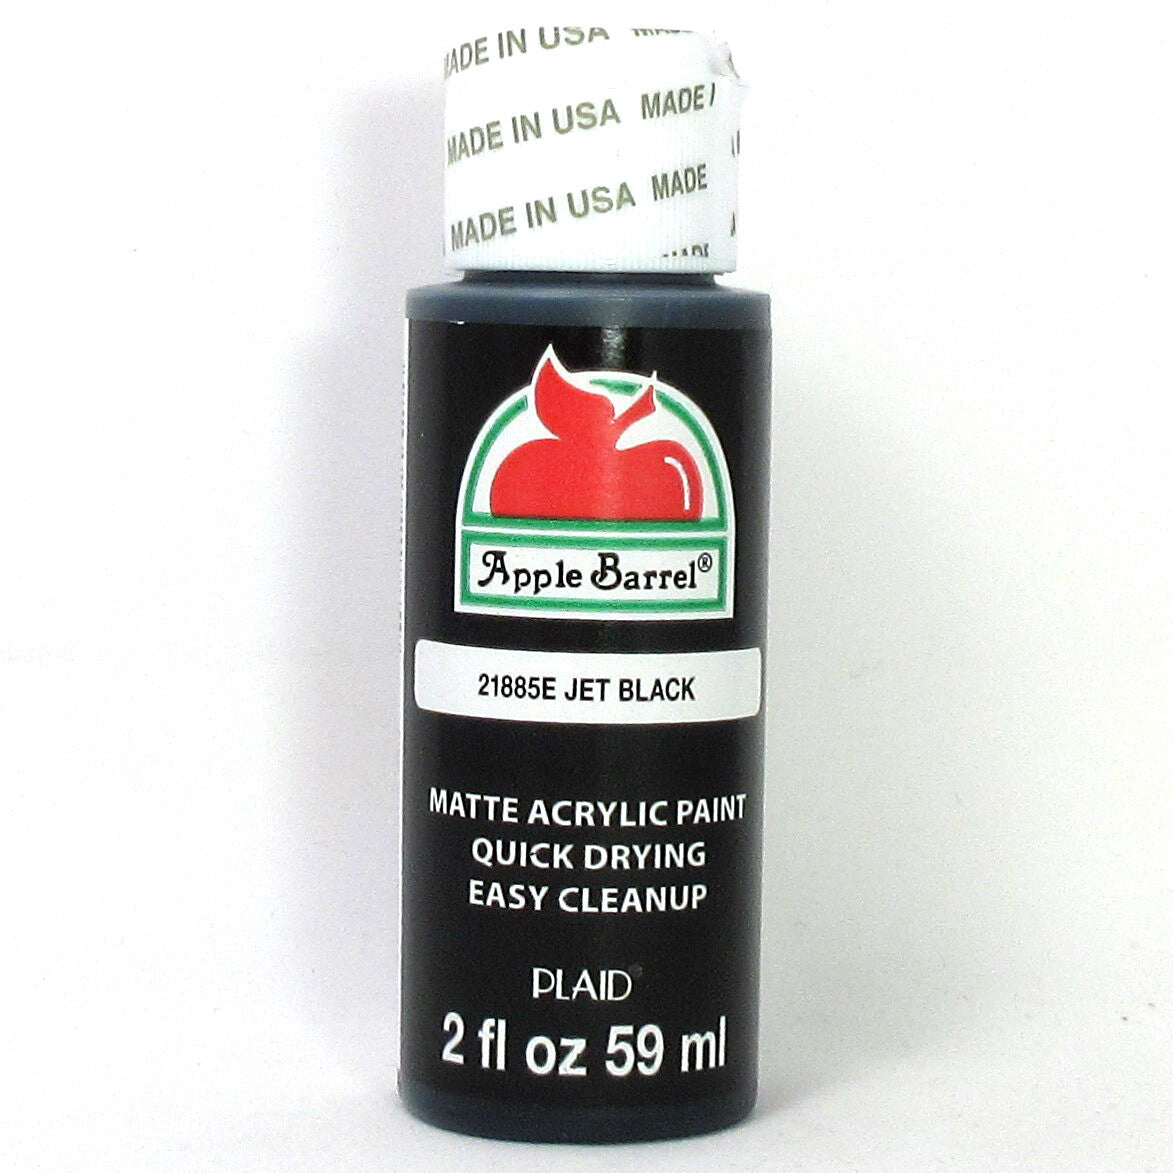 MADE IN USA
MADE IN USA MADE
MADE IN USA MADE
MADE
Apple Barrel®
21885E JET BLACK
MATTE ACRYLIC PAINT
QUICK DRYING
EASY CLEANUP
PLAID
2 fl oz 59 ml